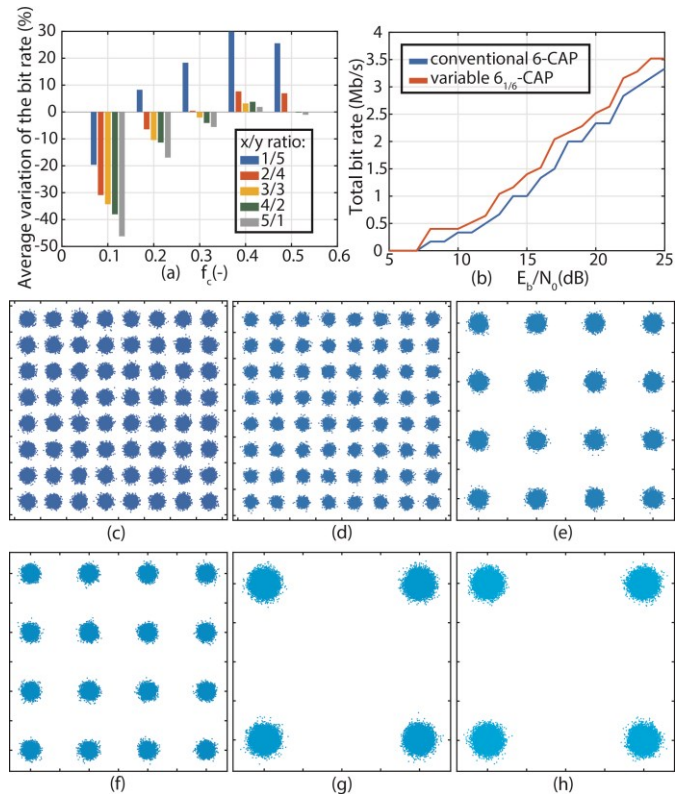 Average variation of the bit rate (%)
30
20
10
0
-10
-20
-30
-40
-50
x/y ratio:
1/5
2/4
3/3
4/2
5/1
0 0.1 0.2 0.3 0.4 0.5 0.6
(a) f_c(-)
Total bit rate (Mb/s)
4
3.5
3
2.5
2
1.5
1
0.5
0
conventional 6-CAP
variable 6_1/6-CAP
5 10 15 20 25
(b) E_b/N_0(dB)
(c) (d) (e)
(f) (g) (h)